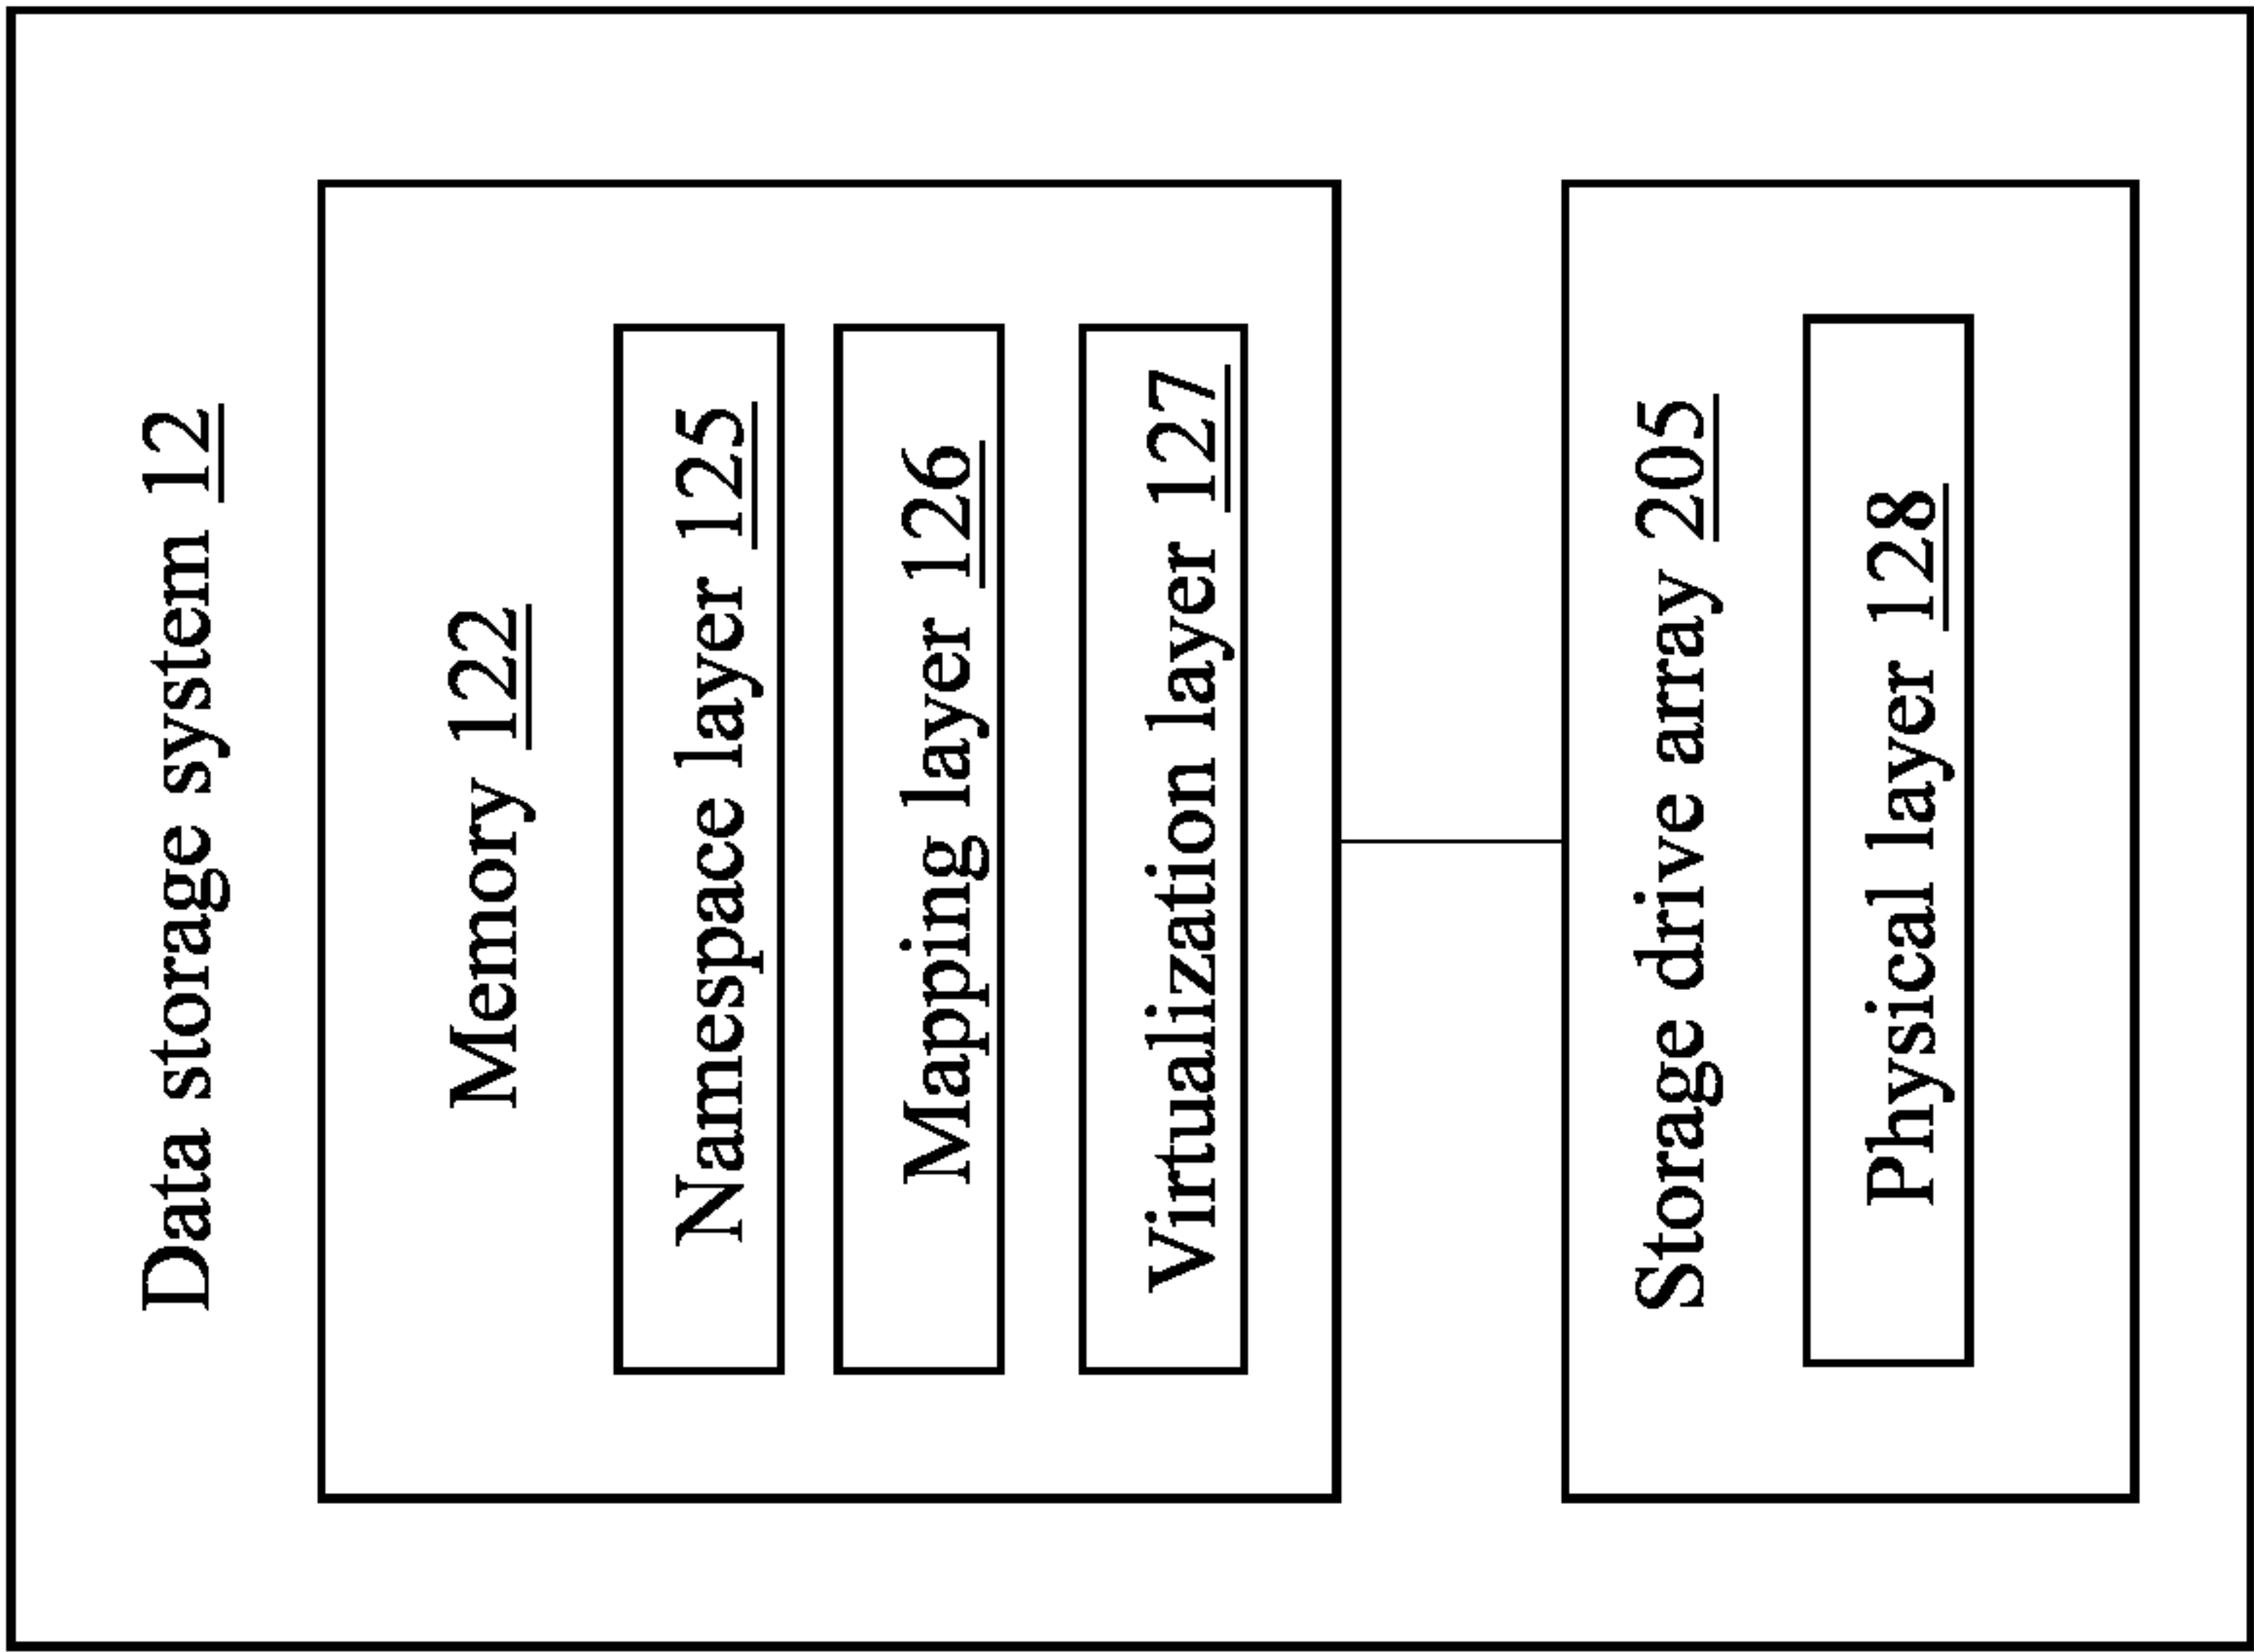 Data storage system 12
Memory 122
Namespace layer 125
Mapping layer 126
Virtualization layer 127
Storage drive array 205
Physical layer 128